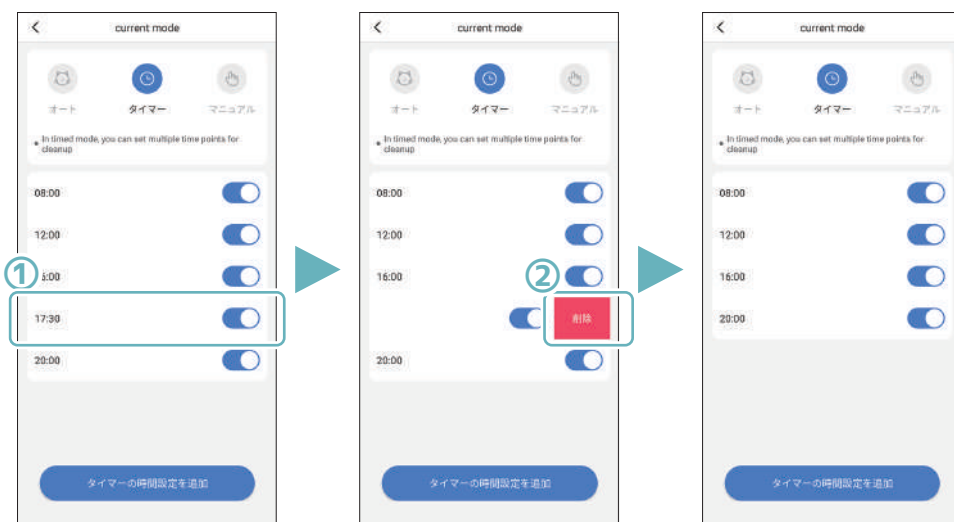 current mode
オート
タイマー
マニュアル
In timed mode, you can set multiple time points for
cleanup
08:00
12:00
① 6:00
17:30
20:00
タイマーの時間設定を追加
current mode
オート
タイマー
マニュアル
In timed mode, you can set multiple time points for
cleanup
08:00
12:00
16:00
②
削除
20:00
タイマーの時間設定を追加
current mode
オート
タイマー
マニュアル
In timed mode, you can set multiple time points for
cleanup
08:00
12:00
16:00
20:00
タイマーの時間設定を追加